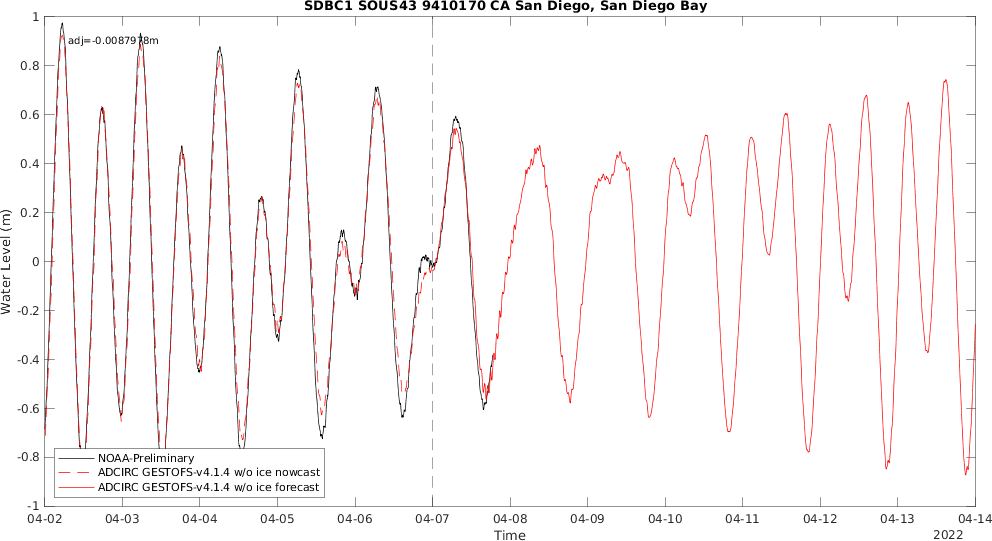 SDBC1 SOUS43 9410170 CA San Diego, San Diego Bay
adj=-0.0087978m
1
0.8
0.6
0.4
0.2
0
-0.2
-0.4
-0.6
-0.8
-1
Water Level (m)
NOAA-Preliminary
ADCIRC GESTOFS-v4.1.4 w/o ice nowcast
ADCIRC GESTOFS-v4.1.4 w/o ice forecast
04-02 04-03 04-04 04-05 04-06 04-07 04-08 04-09 04-10 04-11 04-12 04-13 04-14
Time
2022